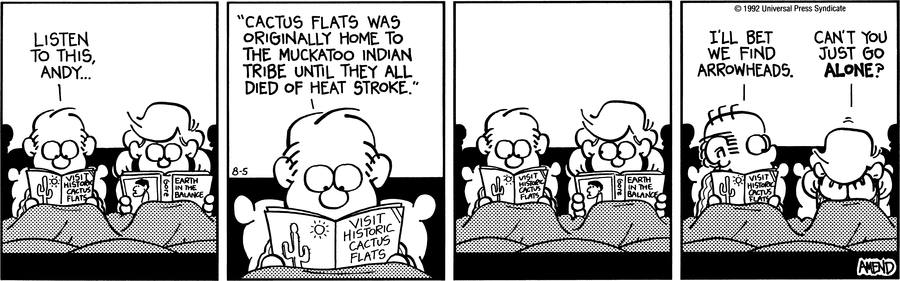 LISTEN
TO THIS,
ANDY...
VISIT
HISTORIC
CACTUS
FLATS
GORE
EARTH
IN THE
BALANCE
"CACTUS FLATS WAS
ORIGINALLY HOME TO
THE MUCKATOO INDIAN
TRIBE UNTIL THEY ALL
DIED OF HEAT STROKE."
8-5
VISIT
HISTORIC
CACTUS
FLATS
VISIT
HISTORIC
CACTUS
FLATS
GORE
EARTH
IN THE
BALANCE
© 1992 Universal Press Syndicate
I'LL BET
WE FIND
ARROWHEADS.
CAN'T YOU
JUST GO
ALONE?
VISIT
HISTORIC
CACTUS
FLATS
AMEND